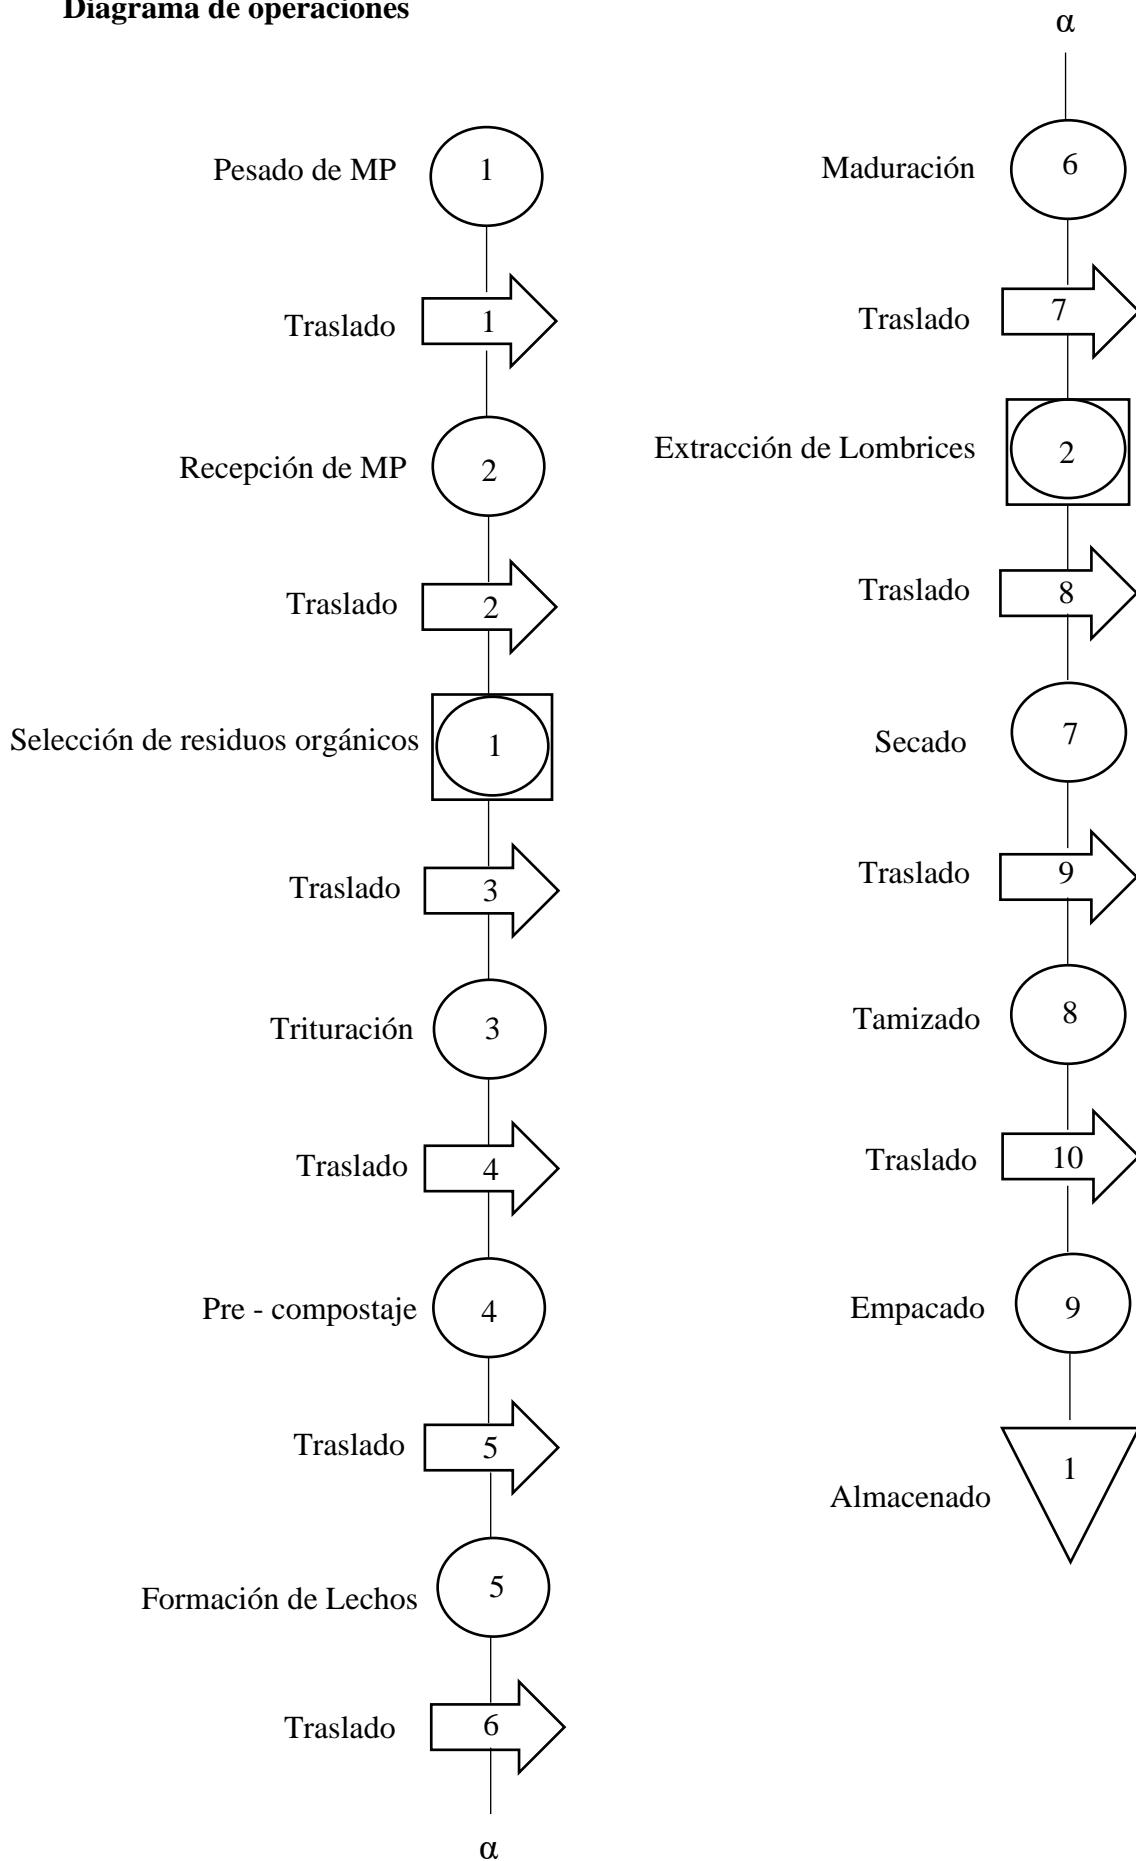 Diagrama de operaciones
Pesado de MP
1
Traslado
1
Recepción de MP
2
Traslado
2
Selección de residuos orgánicos
1
Traslado
3
Trituración
3
Traslado
4
Pre - compostaje
4
Traslado
5
Formación de Lechos
5
Traslado
6
α
α
Maduración
6
Traslado
7
Extracción de Lombrices
2
Traslado
8
Secado
7
Traslado
9
Tamizado
8
Traslado
10
Empacado
9
Almacenado
1